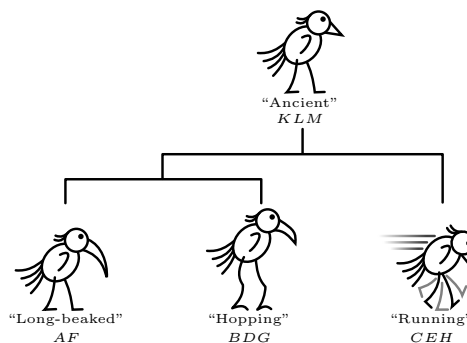 “Ancient”
KLM
“Long-beaked”
“Hopping”
“Running”
AF
BDG
CEH